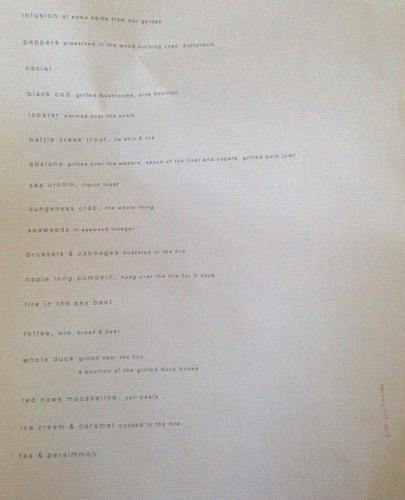 infusion of some herbs from our garden
peppers preserved in the wood burning oven, buttermilk
caviar
black cod grilled mushrooms, pine bouillon
lobster warmed over the coals
battle creek trout, its skin & roe
abalone grilled over the embers, sauce of the liver and capers, grilled pork jowl
sea urchin, liquid toast
dungeness crab, the whole thing
seaweeds in seaweed vinegar
brussels & cabbages blistered in the fire
naple long pumpkin, hung over the fire for 3 days
fire in the sky beet
toffee, milk, bread & beer
whole duck grilled near the fire
a bouillon of the grilled duck bones
red hawk mousseline, yali pears
ice cream & caramel cooked in the fire
tea & persimmon